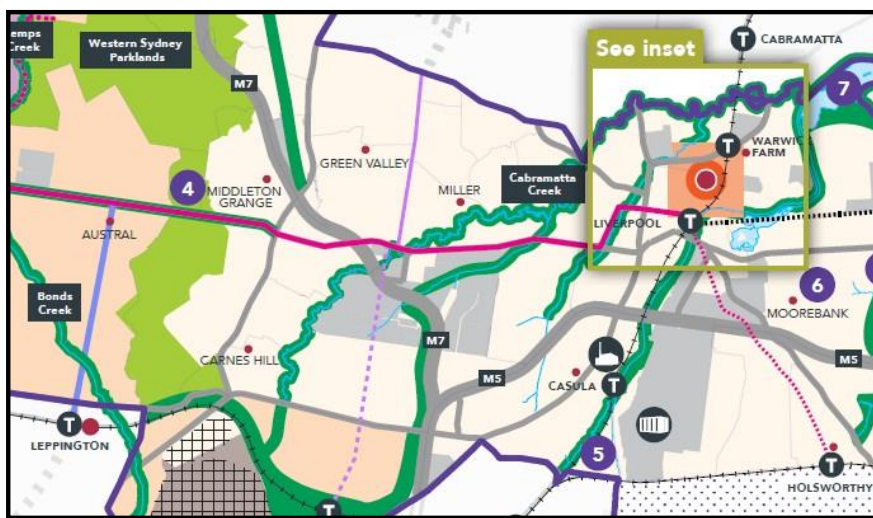 emps
Creek
Western Sydney
Parklands
M7
See inset
T
CABRAMATTA
7
T
WARWIC
FARM
GREEN VALLEY
4
MIDDLETON
GRANGE
MILLER
Cabramatta
Creek
AUSTRAL
LIVERPOOL
T
Bonds
Creek
6
MOOREBANK
M7
CARNES HILL
M5
M5
CASULA
T
T
LEPPINGTON
5
T
HOLSWORTHY
T